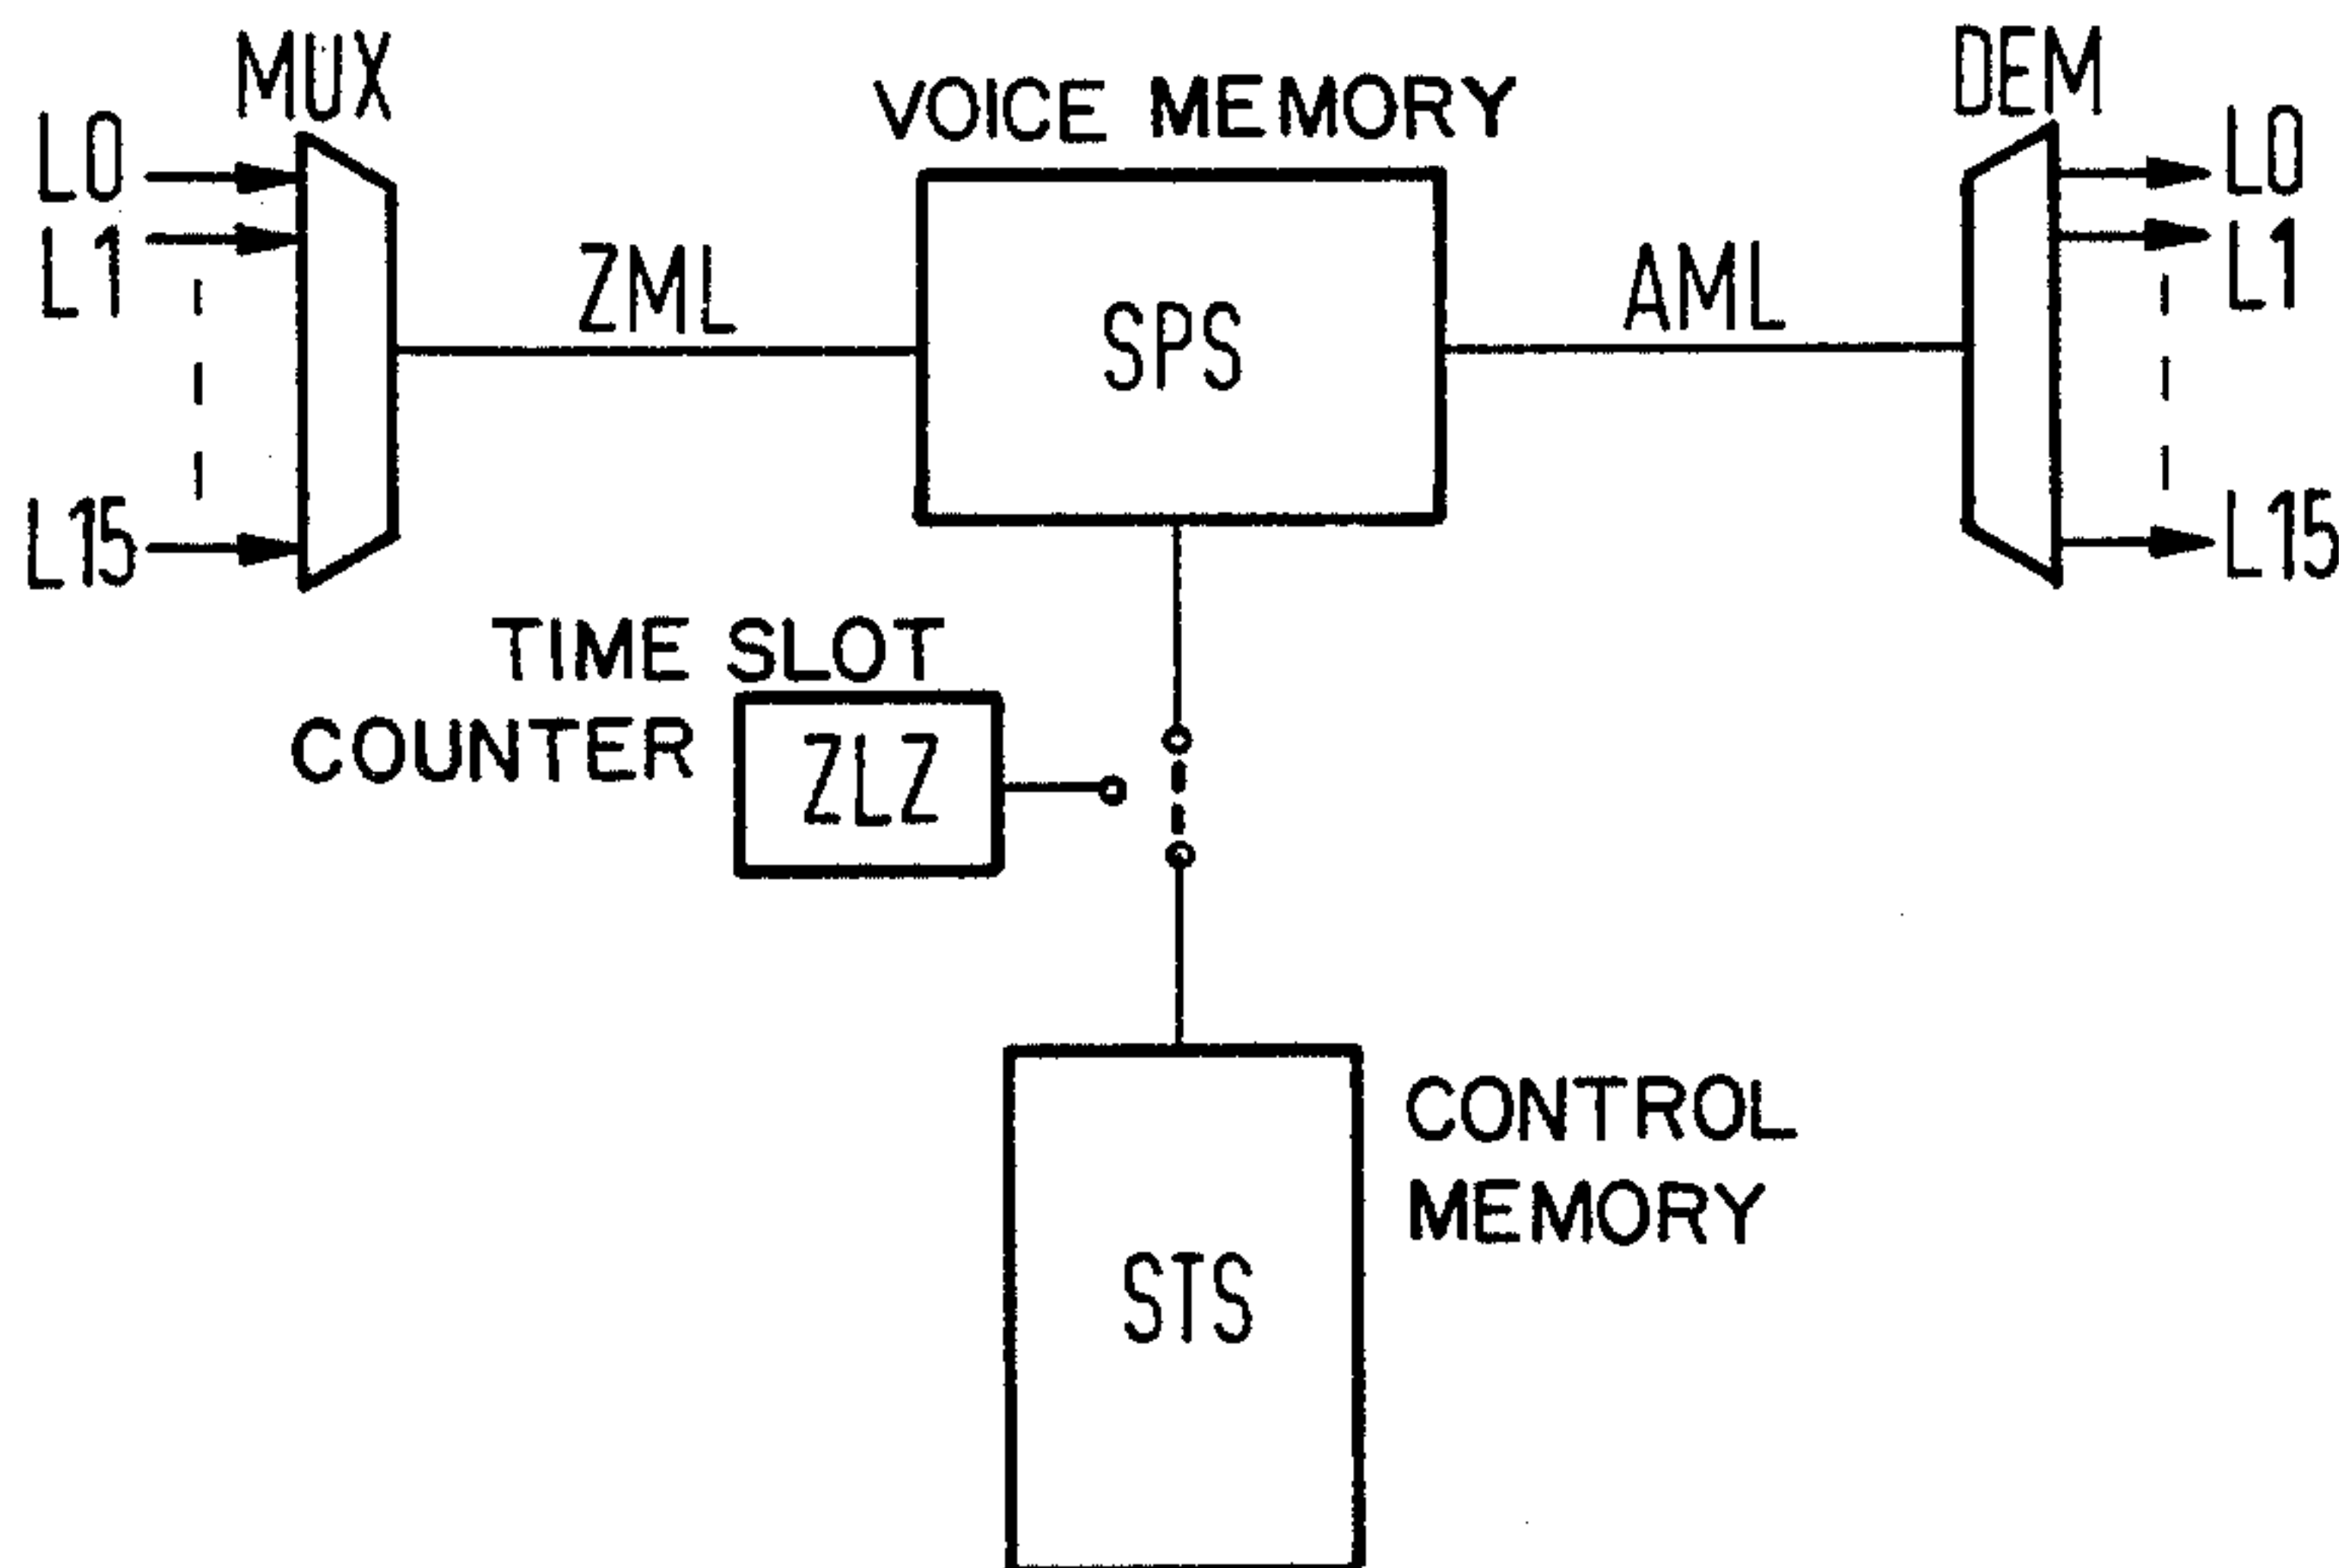 MUX
DEM
VOICE MEMORY
L0
L0
L1
L1
ZML
SPS
AML
L15
L15
TIME SLOT
COUNTER
ZLZ
CONTROL
MEMORY
STS